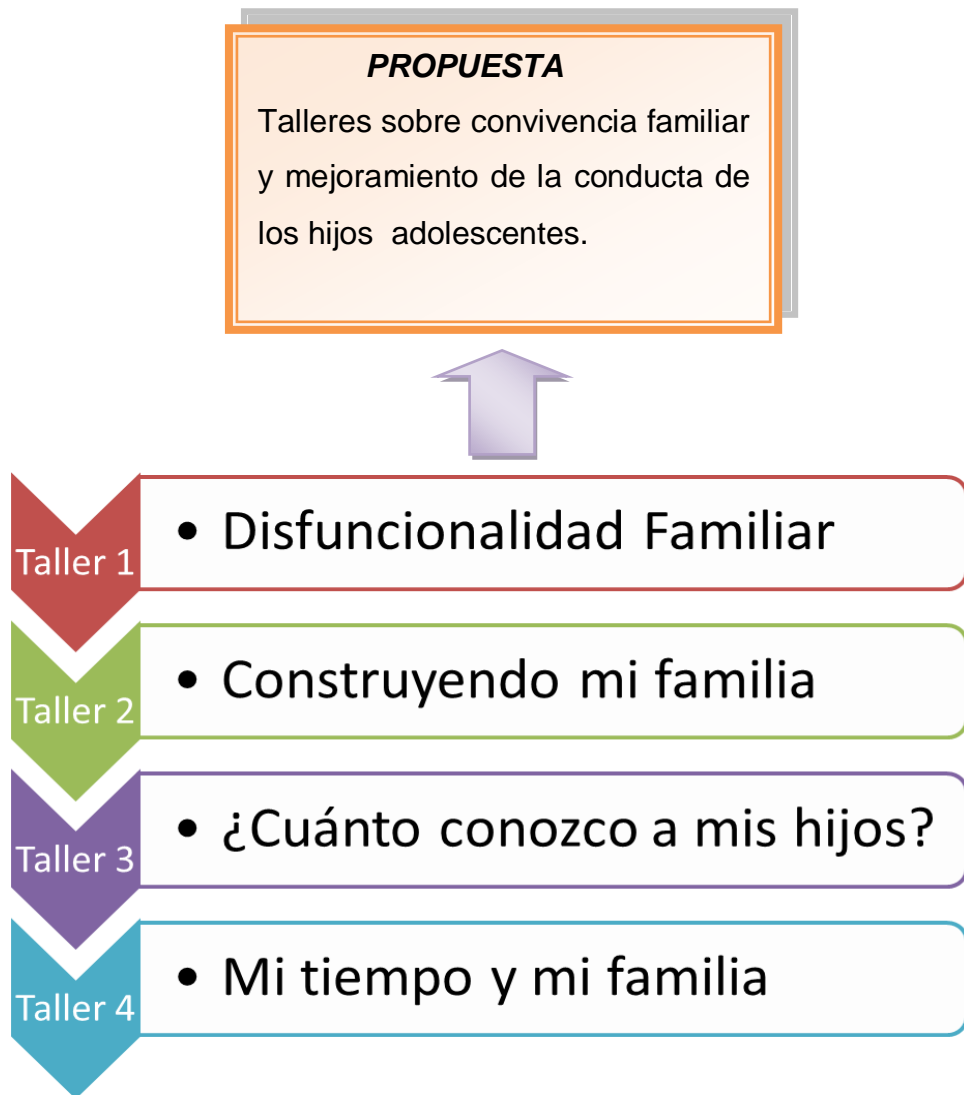 PROPUESTA
Talleres sobre convivencia familiar
y mejoramiento de la conducta de
los hijos adolescentes.
Taller 1
• Disfuncionalidad Familiar
Taller 2
• Construyendo mi familia
Taller 3
• ¿Cuánto conozco a mis hijos?
Taller 4
• Mi tiempo y mi familia